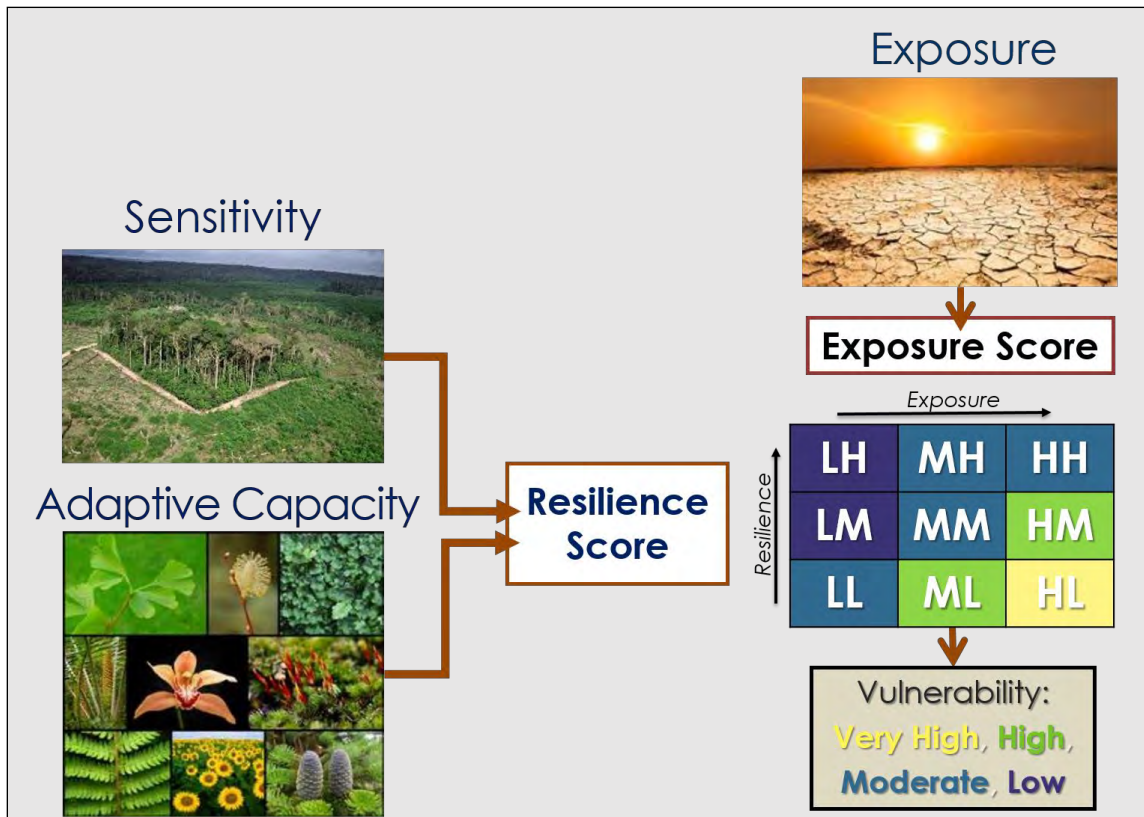 Exposure
Sensitivity
Exposure Score
Exposure
Resilience
LH MH HH
LM MM HM
LL ML HL
Adaptive Capacity
Resilience
Score
Vulnerability:
Very High, High,
Moderate, Low